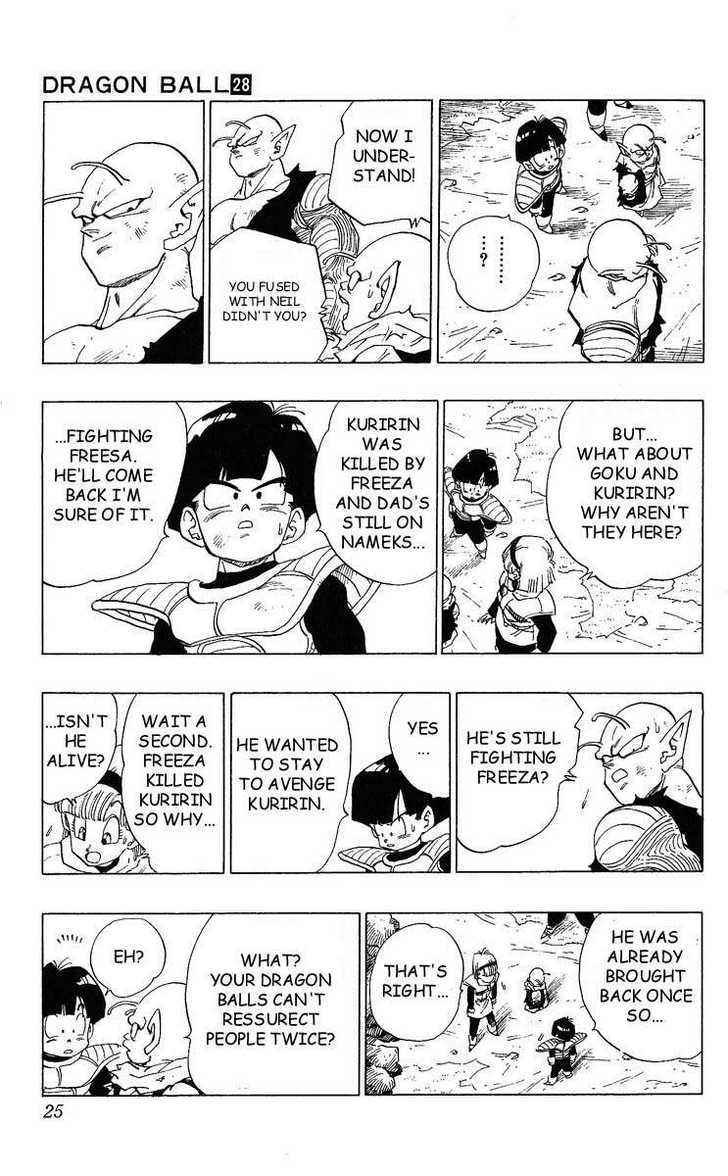 DRAGON BALL 28
......
?
NOW I
UNDER-
STAND!
YOU FUSED
WITH NEIL
DIDN'T YOU?
BUT...
WHAT ABOUT
GOKU AND
KURIRIN?
WHY AREN'T
THEY HERE?
KURIRIN
WAS
KILLED BY
FREEZA
AND DAD'S
STILL ON
NAMEKS...
...FIGHTING
FREESA.
HE'LL COME
BACK I'M
SURE OF IT.
HE'S STILL
FIGHTING
FREEZA?
YES
...
HE WANTED
TO STAY
TO AVENGE
KURIRIN.
WAIT A
SECOND.
FREEZA
KILLED
KURIRIN
SO WHY...
...ISN'T
HE
ALIVE?
HE WAS
ALREADY
BROUGHT
BACK ONCE
SO...
THAT'S
RIGHT...
WHAT?
YOUR DRAGON
BALLS CAN'T
RESSURECT
PEOPLE TWICE?
EH?
25